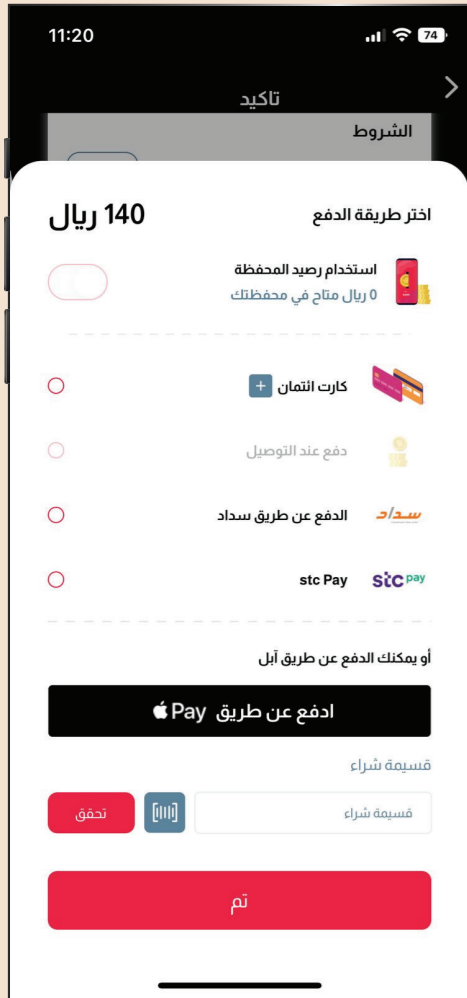 11:20
74
تاكيد
الشروط
اختر طريقة الدفع
140 ريال
استخدام رصيد المحفظة
0 ريال متاح في محفظتك
كارت ائتمان +
دفع عند التوصيل
سداد الدفع عن طريق سداد
stc pay stc Pay
أو يمكنك الدفع عن طريق آبل
ادفع عن طريق Pay
قسيمة شراء
قسيمة شراء
تحقق
تم